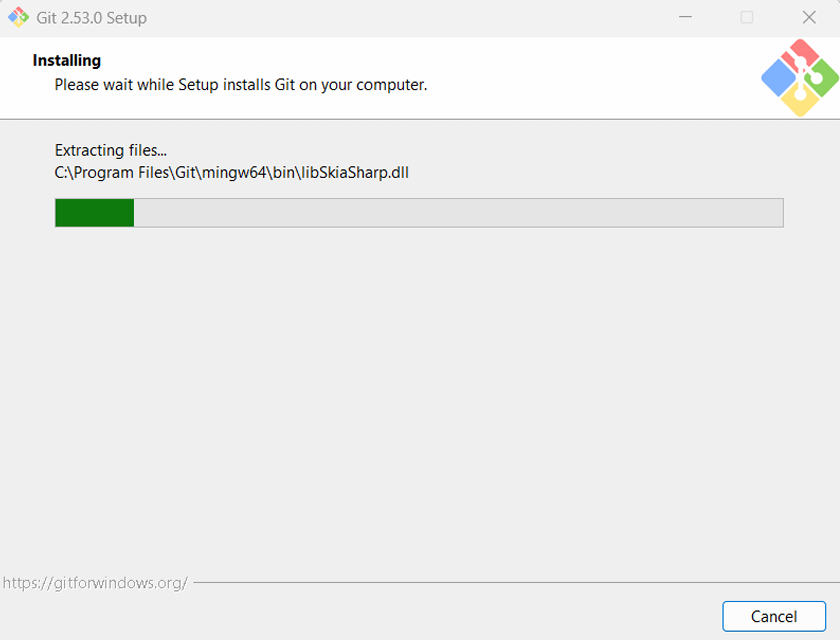 Git 2.53.0 Setup
Installing
Please wait while Setup installs Git on your computer.
Extracting files...
C:\Program Files\Git\mingw64\bin\libSkiaSharp.dll
https://gitforwindows.org/
Cancel